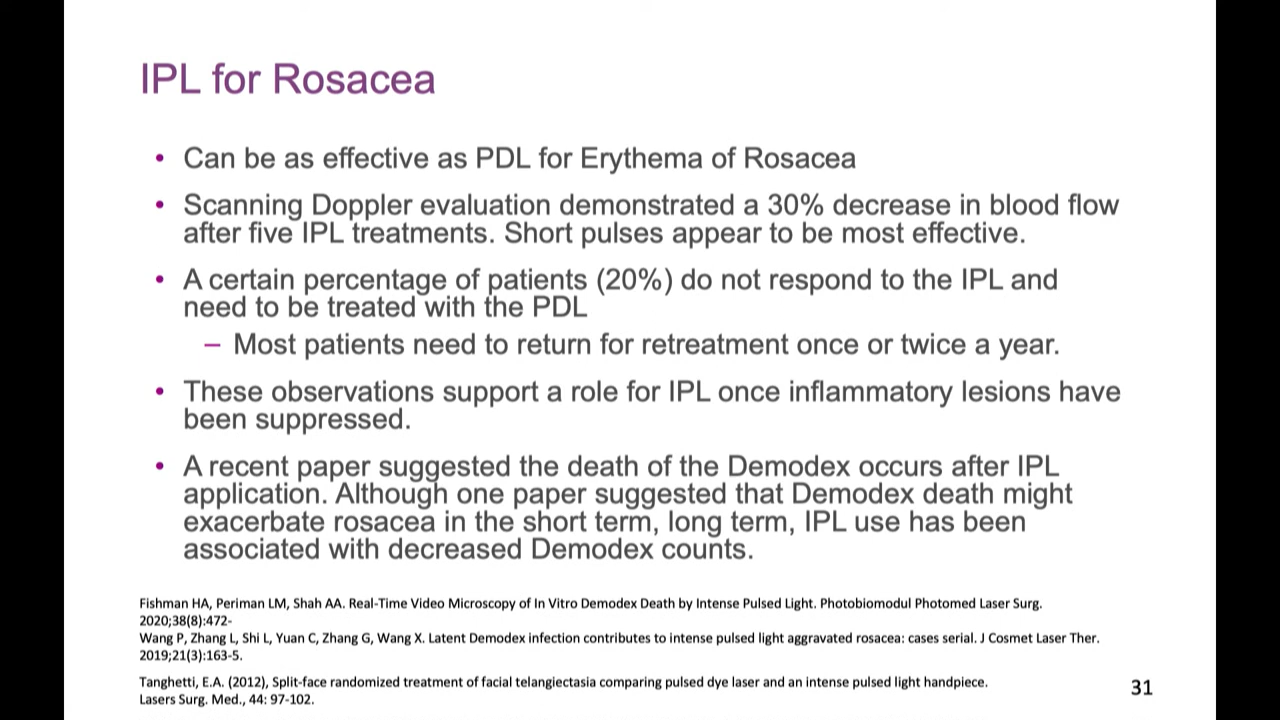 IPL for Rosacea
• Can be as effective as PDL for Erythema of Rosacea
• Scanning Doppler evaluation demonstrated a 30% decrease in blood flow
after five IPL treatments. Short pulses appear to be most effective.
• A certain percentage of patients (20%) do not respond to the IPL and
need to be treated with the PDL
– Most patients need to return for retreatment once or twice a year.
• These observations support a role for IPL once inflammatory lesions have
been suppressed.
• A recent paper suggested the death of the Demodex occurs after IPL
application. Although one paper suggested that Demodex death might
exacerbate rosacea in the short term, long term, IPL use has been
associated with decreased Demodex counts.
Fishman HA, Periman LM, Shah AA. Real-Time Video Microscopy of In Vitro Demodex Death by Intense Pulsed Light. Photobiomodul Photomed Laser Surg.
2020;38(8):472-
Wang P, Zhang L, Shi L, Yuan C, Zhang G, Wang X. Latent Demodex infection contributes to intense pulsed light aggravated rosacea: cases serial. J Cosmet Laser Ther.
2019;21(3):163-5.
Tanghetti, E.A. (2012), Split-face randomized treatment of facial telangiectasia comparing pulsed dye laser and an intense pulsed light handpiece.
Lasers Surg. Med., 44: 97-102.
31